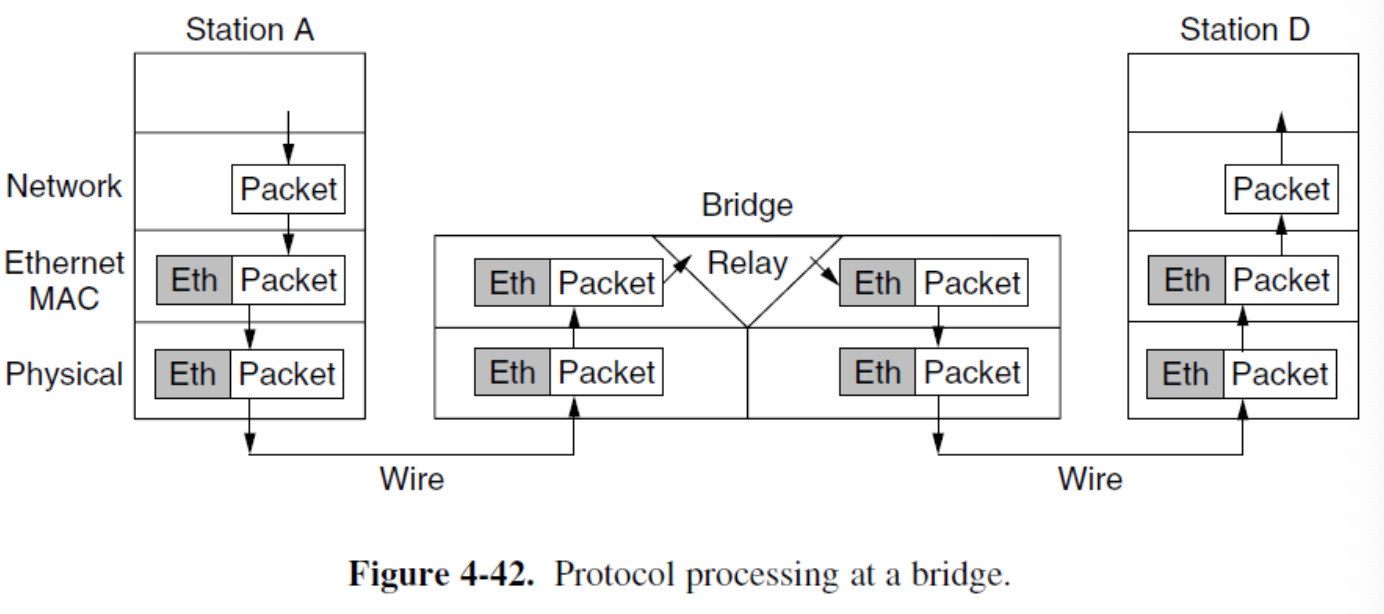 Station A
Station D
Packet
Packet
Network
Bridge
Ethernet
MAC
Eth Packet
Eth Packet
Relay
Eth Packet
Eth Packet
Physical
Eth Packet
Eth Packet
Eth Packet
Eth Packet
Wire
Wire
Figure 4-42. Protocol processing at a bridge.